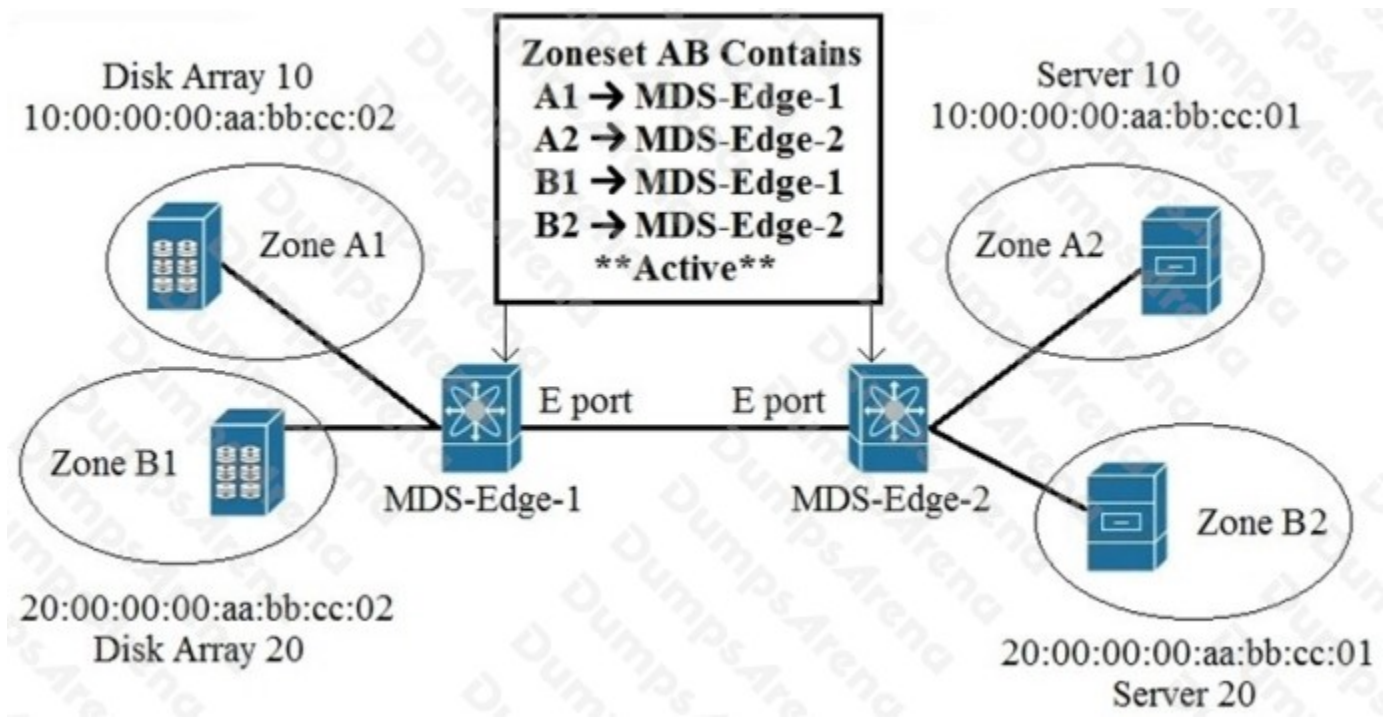 Zoneset AB Contains
A1 → MDS-Edge-1
A2 → MDS-Edge-2
B1 → MDS-Edge-1
B2 → MDS-Edge-2
**Active**
Disk Array 10
10:00:00:00:aa:bb:cc:02
Zone A1
Server 10
10:00:00:00:aa:bb:cc:01
Zone A2
E port
E port
Zone B1
MDS-Edge-1
MDS-Edge-2
Zone B2
20:00:00:00:aa:bb:cc:02
Disk Array 20
20:00:00:00:aa:bb:cc:01
Server 20
DumpsArena